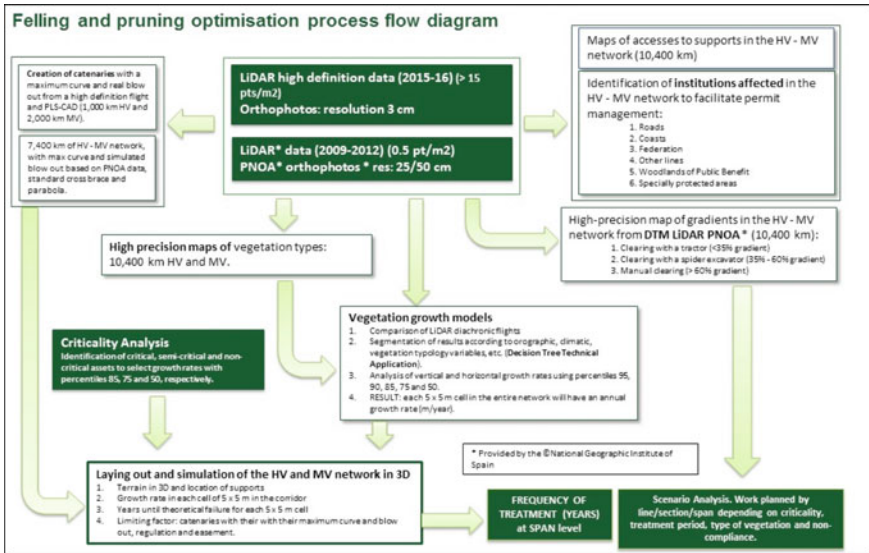 Felling and pruning optimisation process flow diagram
Creation of catenaries with a
maximum curve and real blow
out from a high definition flight
and PLS-CAD (1,000 km HV and
2,000 km MV).
7,400 km of HV - MV network,
with max curve and simulated
blow out based on PNOA data,
standard cross brace and
parabola.
LiDAR high definition data (2015-16) (> 15
pts/m2)
Orthophotos: resolution 3 cm
LiDAR* data (2009-2012) (0.5 pt/m2)
PNOA* orthophotos * res: 25/50 cm
Maps of accesses to supports in the HV - MV
network (10,400 km)
Identification of institutions affected in the
HV - MV network to facilitate permit
management:
1. Roads
2. Coasts
3. Federation
4. Other lines
5. Woodlands of Public Benefit
6. Specially protected areas
High precision maps of vegetation types:
10,400 km HV and MV.
High-precision map of gradients in the HV - MV
network from DTM LiDAR PNOA * (10,400 km):
1. Clearing with a tractor (<35% gradient)
2. Clearing with a spider excavator (35% - 60% gradient)
3. Manual clearing (> 60% gradient)
Criticality Analysis
Identification of critical, semi-critical and non-
critical assets to select growth rates with
percentiles 85, 75 and 50, respectively.
Vegetation growth models
1. Comparison of LiDAR diachronic flights
2. Segmentation of results according to orographic, climatic,
vegetation typology variables, etc. (Decision Tree Technical
Application).
3. Analysis of vertical and horizontal growth rates using percentiles 95,
90, 85, 75 and 50.
4. RESULT: each 5 x 5 m cell in the entire network will have an annual
growth rate (m/year).
* Provided by the ©National Geographic Institute of
Spain
Laying out and simulation of the HV and MV network in 3D
1. Terrain in 3D and location of supports
2. Growth rate in each cell of 5 x 5 m in the corridor
3. Years until theoretical failure for each 5 x 5 m cell
4. Limiting factor: catenaries with their with their maximum curve and blow
out, regulation and easement.
FREQUENCY OF
TREATMENT (YEARS)
at SPAN level
Scenario Analysis. Work planned by
line/section/span depending on criticality,
treatment period, type of vegetation and non-
compliance.